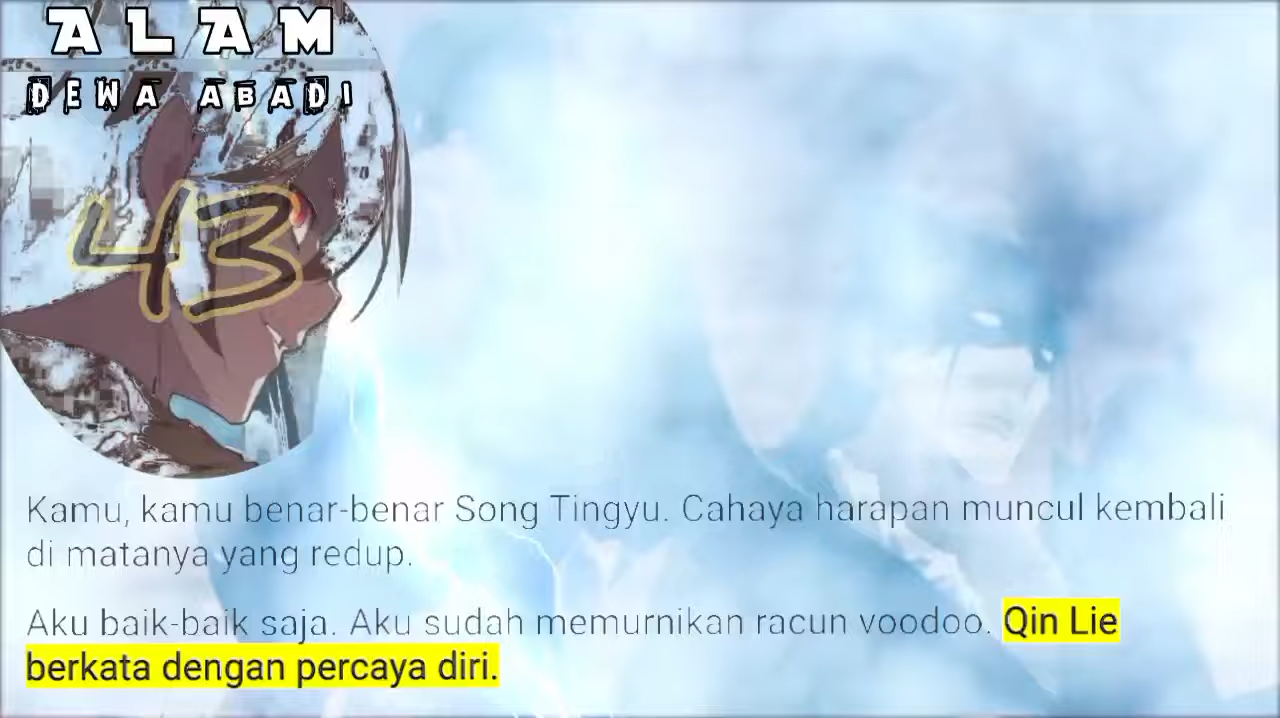 ALAM
DEWA ABADI
43
Kamu, kamu benar-benar Song Tingyu. Cahaya harapan muncul kembali
di matanya yang redup.
Aku baik-baik saja. Aku sudah memurnikan racun voodoo. Qin Lie
berkata dengan percaya diri.